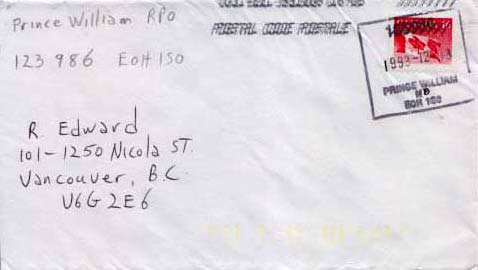 Prince William RPO
123 986 E0H 1S0
POSTAL CODE POSTALE
1993-12-
PRINCE WILLIAM
NB
E0H 1S0
R. Edward
101-1250 Nicola ST.
Vancouver, B.C.
V6G 2E6